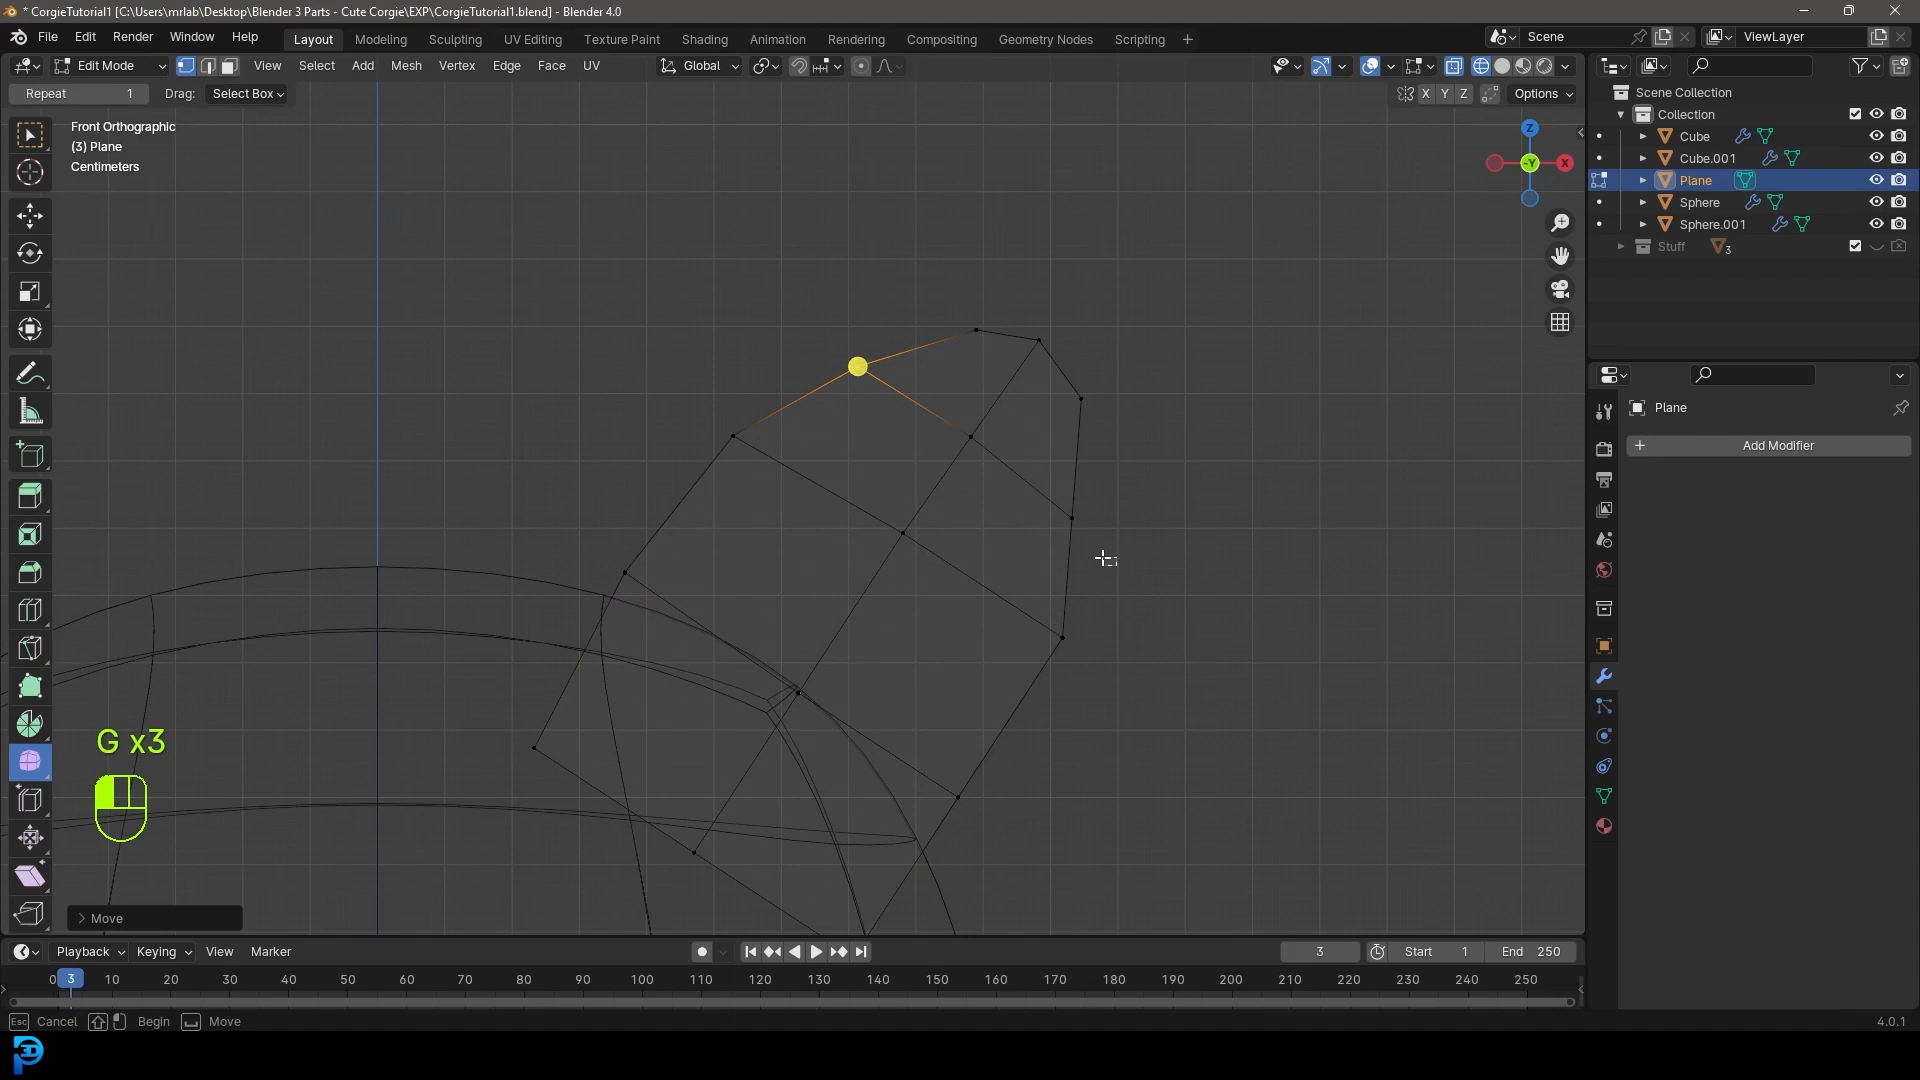 * CorgieTutorial1 [C:\Users\mrlab\Desktop\Blender 3 Parts - Cute Corgie\EXP\CorgieTutorial1.blend] - Blender 4.0
File Edit Render Window Help Layout Modeling Sculpting UV Editing Texture Paint Shading Animation Rendering Compositing Geometry Nodes Scripting + Scene ViewLayer
Edit Mode View Select Add Mesh Vertex Edge Face UV Global
Repeat 1 Drag: Select Box X Y Z Options
Front Orthographic
(3) Plane
Centimeters
Z
-Y X
Scene Collection
Collection
Cube
Cube.001
Plane
Sphere
Sphere.001
Stuff 3
Plane
+ Add Modifier
G x3
> Move
Playback Keying View Marker 3 Start 1 End 250
0 3 10 20 30 40 50 60 70 80 90 100 110 120 130 140 150 160 170 180 190 200 210 220 230 240 250
Esc Cancel Begin Move 4.0.1
3D